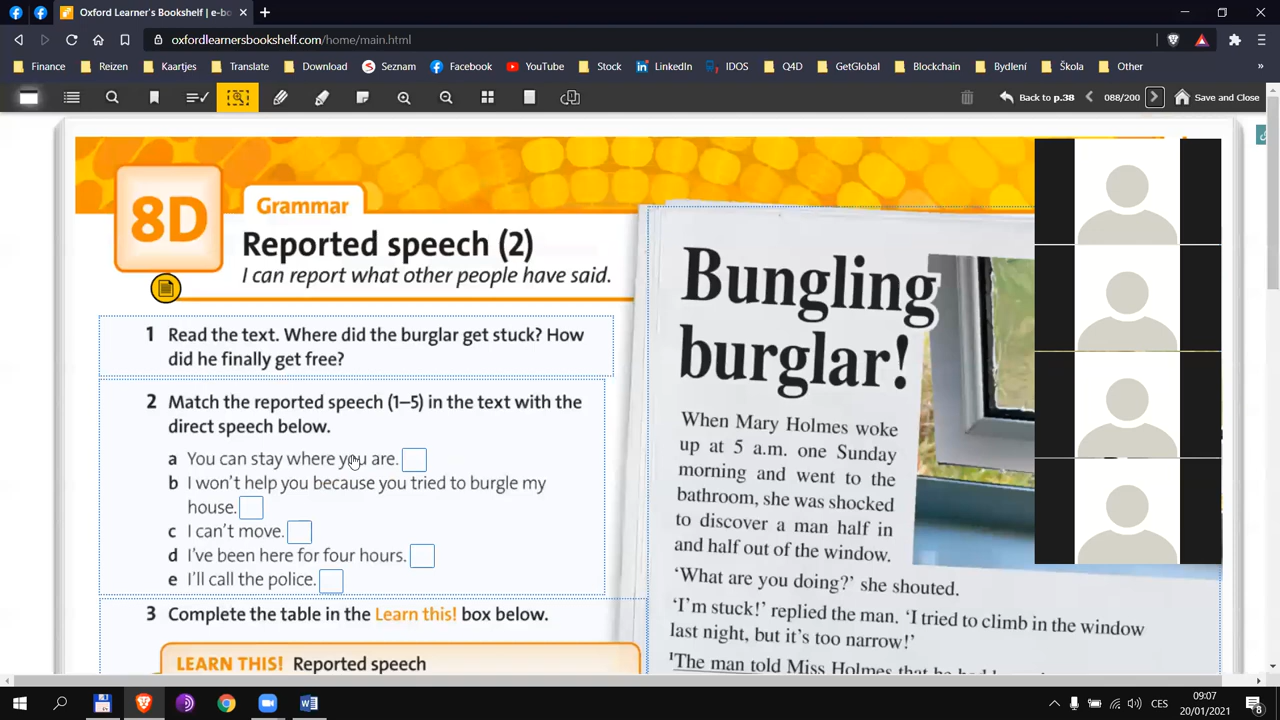 Oxford Learner's Bookshelf | e-bo
oxfordlearnersbookshelf.com/home/main.html
Finance
Reizen
Kaartjes
Translate
Download
Seznam
Facebook
YouTube
Stock
LinkedIn
IDOS
Q4D
GetGlobal
Blockchain
Bydlení
Škola
Other
»
Back to p.38
088/200
Save and Close
8D
Grammar
Reported speech (2)
I can report what other people have said.
1 Read the text. Where did the burglar get stuck? How
did he finally get free?
2 Match the reported speech (1–5) in the text with the
direct speech below.
a You can stay where you are.
b I won't help you because you tried to burgle my
house.
c I can't move.
d I've been here for four hours.
e I'll call the police.
3 Complete the table in the Learn this! box below.
LEARN THIS! Reported speech
Bungling
burglar!
When Mary Holmes woke
up at 5 a.m. one Sunday
morning and went to the
bathroom, she was shocked
to discover a man half in
and half out of the window.
'What are you doing?' she shouted.
'I'm stuck!' replied the man. 'I tried to climb in the window
last night, but it's too narrow!'
1The man told Miss Holmes that he had
CES
09:07
20/01/2021
8